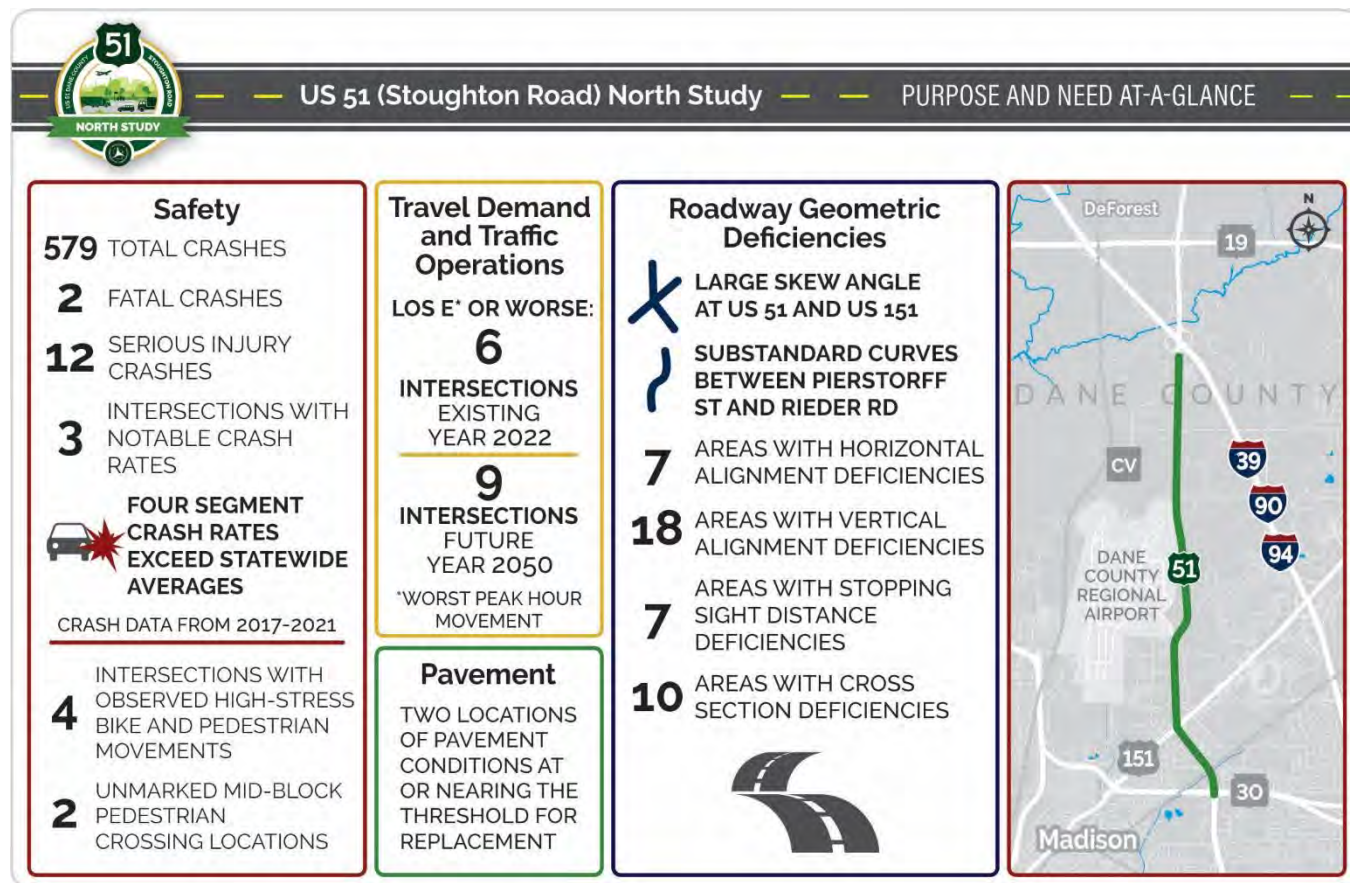 51
US 51 DANE COUNTY
STOUGHTON ROAD
NORTH STUDY
US 51 (Stoughton Road) North Study
PURPOSE AND NEED AT-A-GLANCE
Safety
579 TOTAL CRASHES
2 FATAL CRASHES
12 SERIOUS INJURY
CRASHES
3 INTERSECTIONS WITH
NOTABLE CRASH
RATES
FOUR SEGMENT
CRASH RATES
EXCEED STATEWIDE
AVERAGES
CRASH DATA FROM 2017-2021
4 INTERSECTIONS WITH
OBSERVED HIGH-STRESS
BIKE AND PEDESTRIAN
MOVEMENTS
2 UNMARKED MID-BLOCK
PEDESTRIAN
CROSSING LOCATIONS
Travel Demand
and Traffic
Operations
LOS E* OR WORSE:
6
INTERSECTIONS
EXISTING
YEAR 2022
9
INTERSECTIONS
FUTURE
YEAR 2050
*WORST PEAK HOUR
MOVEMENT
Pavement
TWO LOCATIONS
OF PAVEMENT
CONDITIONS AT
OR NEARING THE
THRESHOLD FOR
REPLACEMENT
Roadway Geometric
Deficiencies
LARGE SKEW ANGLE
AT US 51 AND US 151
SUBSTANDARD CURVES
BETWEEN PIERSTORFF
ST AND RIEDER RD
7 AREAS WITH HORIZONTAL
ALIGNMENT DEFICIENCIES
18 AREAS WITH VERTICAL
ALIGNMENT DEFICIENCIES
7 AREAS WITH STOPPING
SIGHT DISTANCE
DEFICIENCIES
10 AREAS WITH CROSS
SECTION DEFICIENCIES
DeForest
N
19
DANE COUNTY
CV
39
90
94
DANE
COUNTY
REGIONAL
AIRPORT
51
151
30
Madison